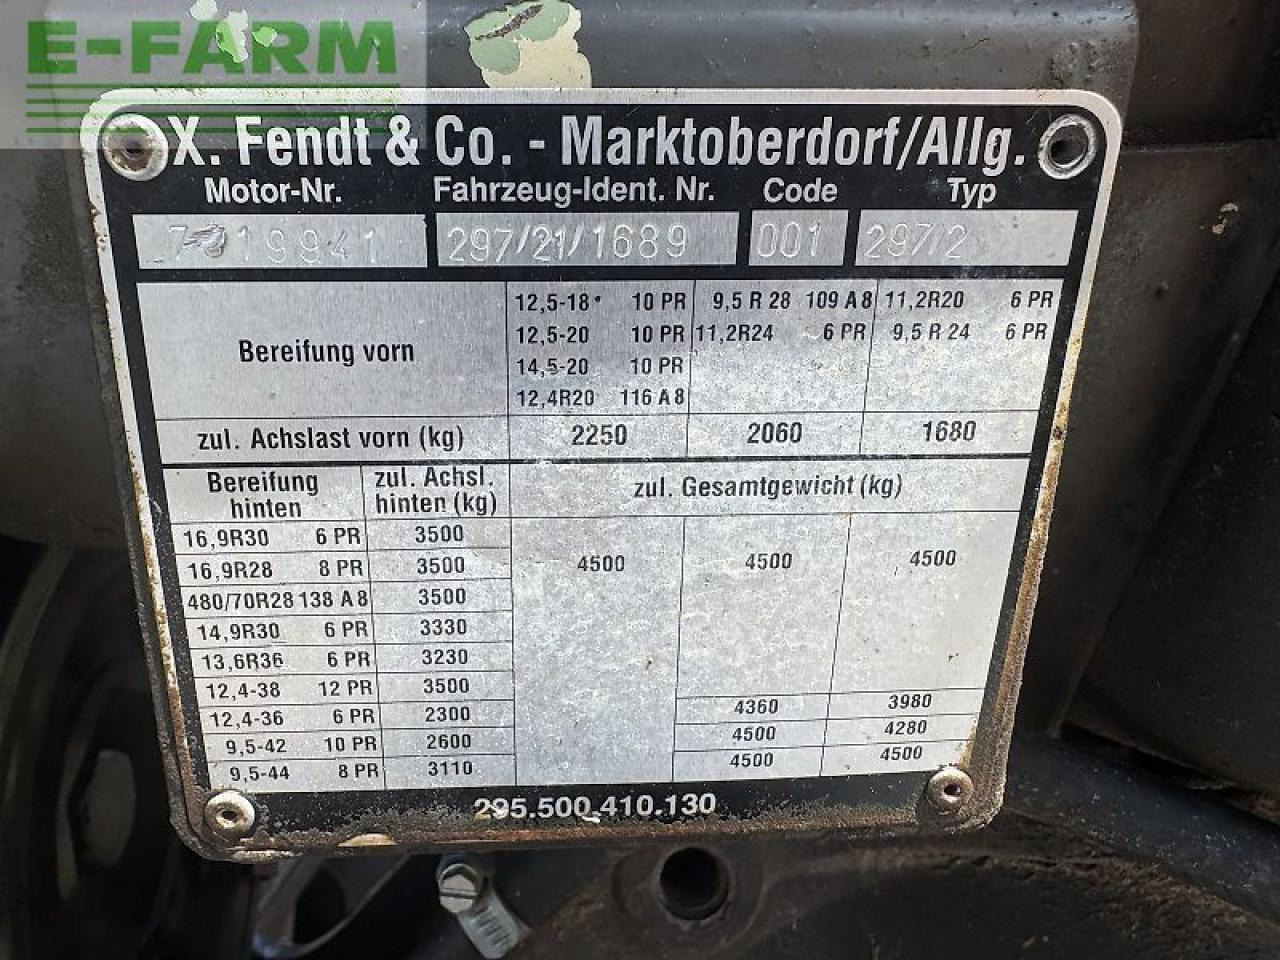 E-FARM
X. Fendt & Co. - Marktoberdorf/Allg.
Motor-Nr. Fahrzeug-Ident. Nr. Code Typ
297/21/1689 001 297/2
Bereifung vorn
12,5-18* 10 PR 9,5 R 28 109 A8 11,2R20 6 PR
12,5-20 10 PR 11,2R24 6 PR 9,5 R 24 6 PR
14,5-20 10 PR
12,4R20 116 A8
zul. Achslast vorn (kg) 2250 2060 1680
Bereifung hinten zul. Achsl. hinten (kg) zul. Gesamtgewicht (kg)
16,9R30 6 PR 3500
16,9R28 8 PR 3500 4500 4500 4500
480/70R28 138 A8 3500
14,9R30 6 PR 3330
13,6R36 6 PR 3230
12,4-38 12 PR 3500
12,4-36 6 PR 2300 4360 3980
9,5-42 10 PR 2600 4500 4280
9,5-44 8 PR 3110 4500 4500
295.500.410.130